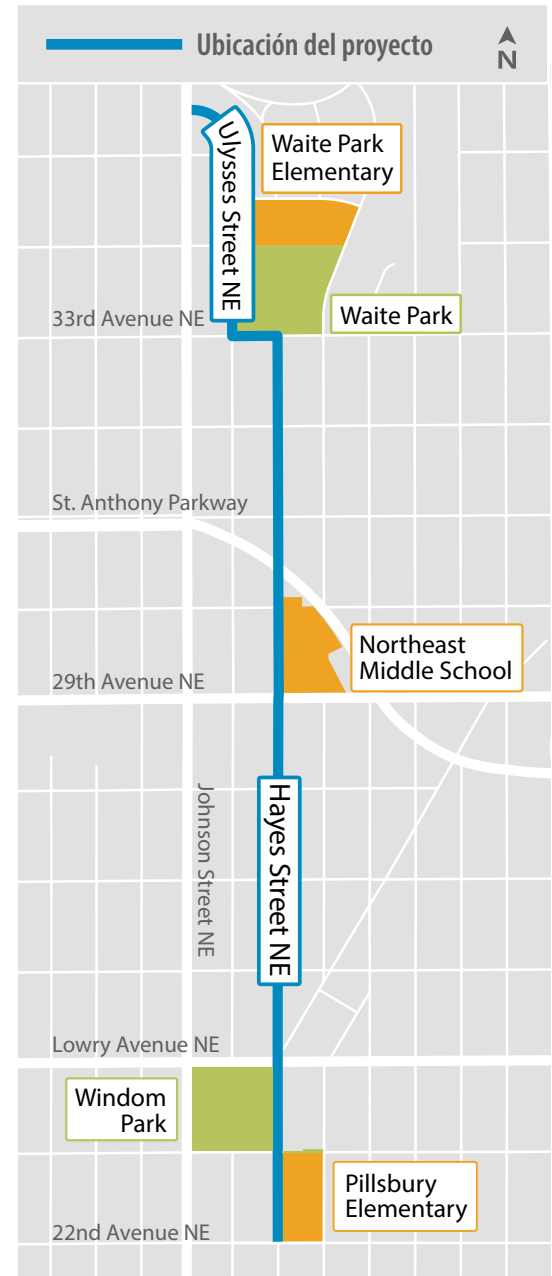 Ubicación del proyecto
N
Ulysses Street NE
Waite Park
Elementary
33rd Avenue NE
Waite Park
St. Anthony Parkway
Northeast
Middle School
29th Avenue NE
Johnson Street NE
Hayes Street NE
Lowry Avenue NE
Windom
Park
Pillsbury
Elementary
22nd Avenue NE